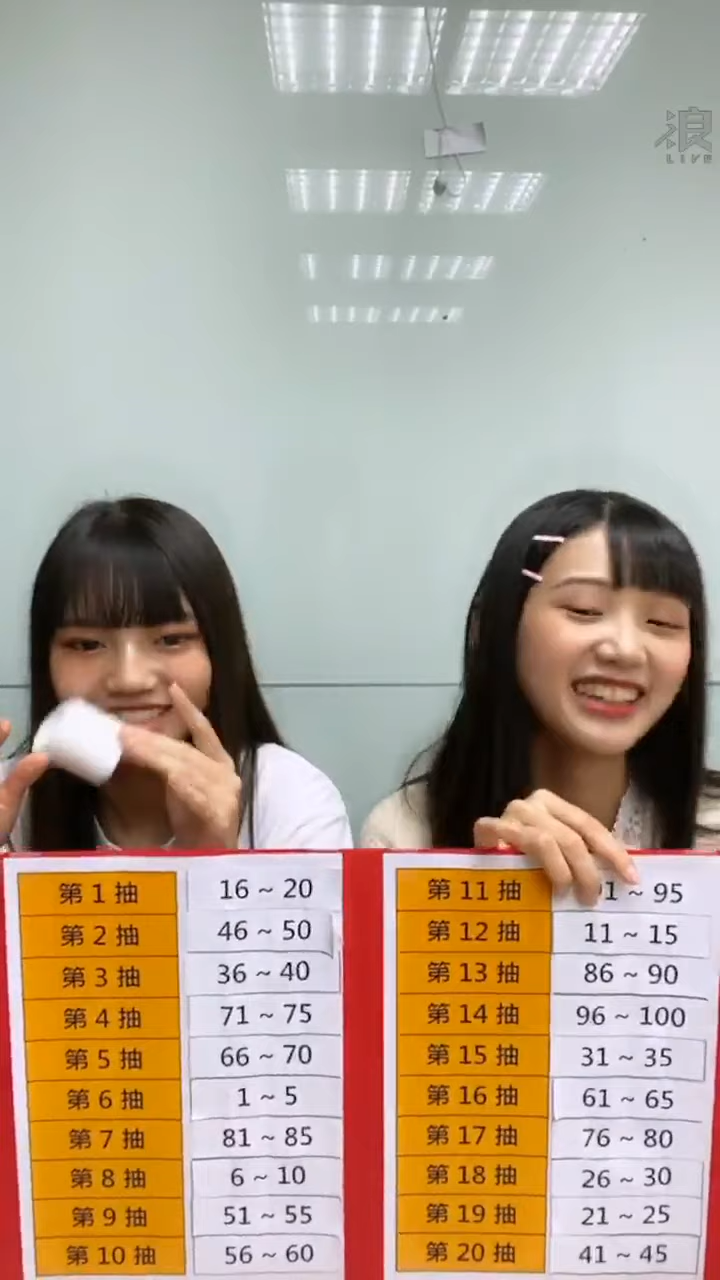 浪
LIVE
第 1 抽 16 ~ 20
第 2 抽 46 ~ 50
第 3 抽 36 ~ 40
第 4 抽 71 ~ 75
第 5 抽 66 ~ 70
第 6 抽 1 ~ 5
第 7 抽 81 ~ 85
第 8 抽 6 ~ 10
第 9 抽 51 ~ 55
第 10 抽 56 ~ 60
第 11 抽 91 ~ 95
第 12 抽 11 ~ 15
第 13 抽 86 ~ 90
第 14 抽 96 ~ 100
第 15 抽 31 ~ 35
第 16 抽 61 ~ 65
第 17 抽 76 ~ 80
第 18 抽 26 ~ 30
第 19 抽 21 ~ 25
第 20 抽 41 ~ 45